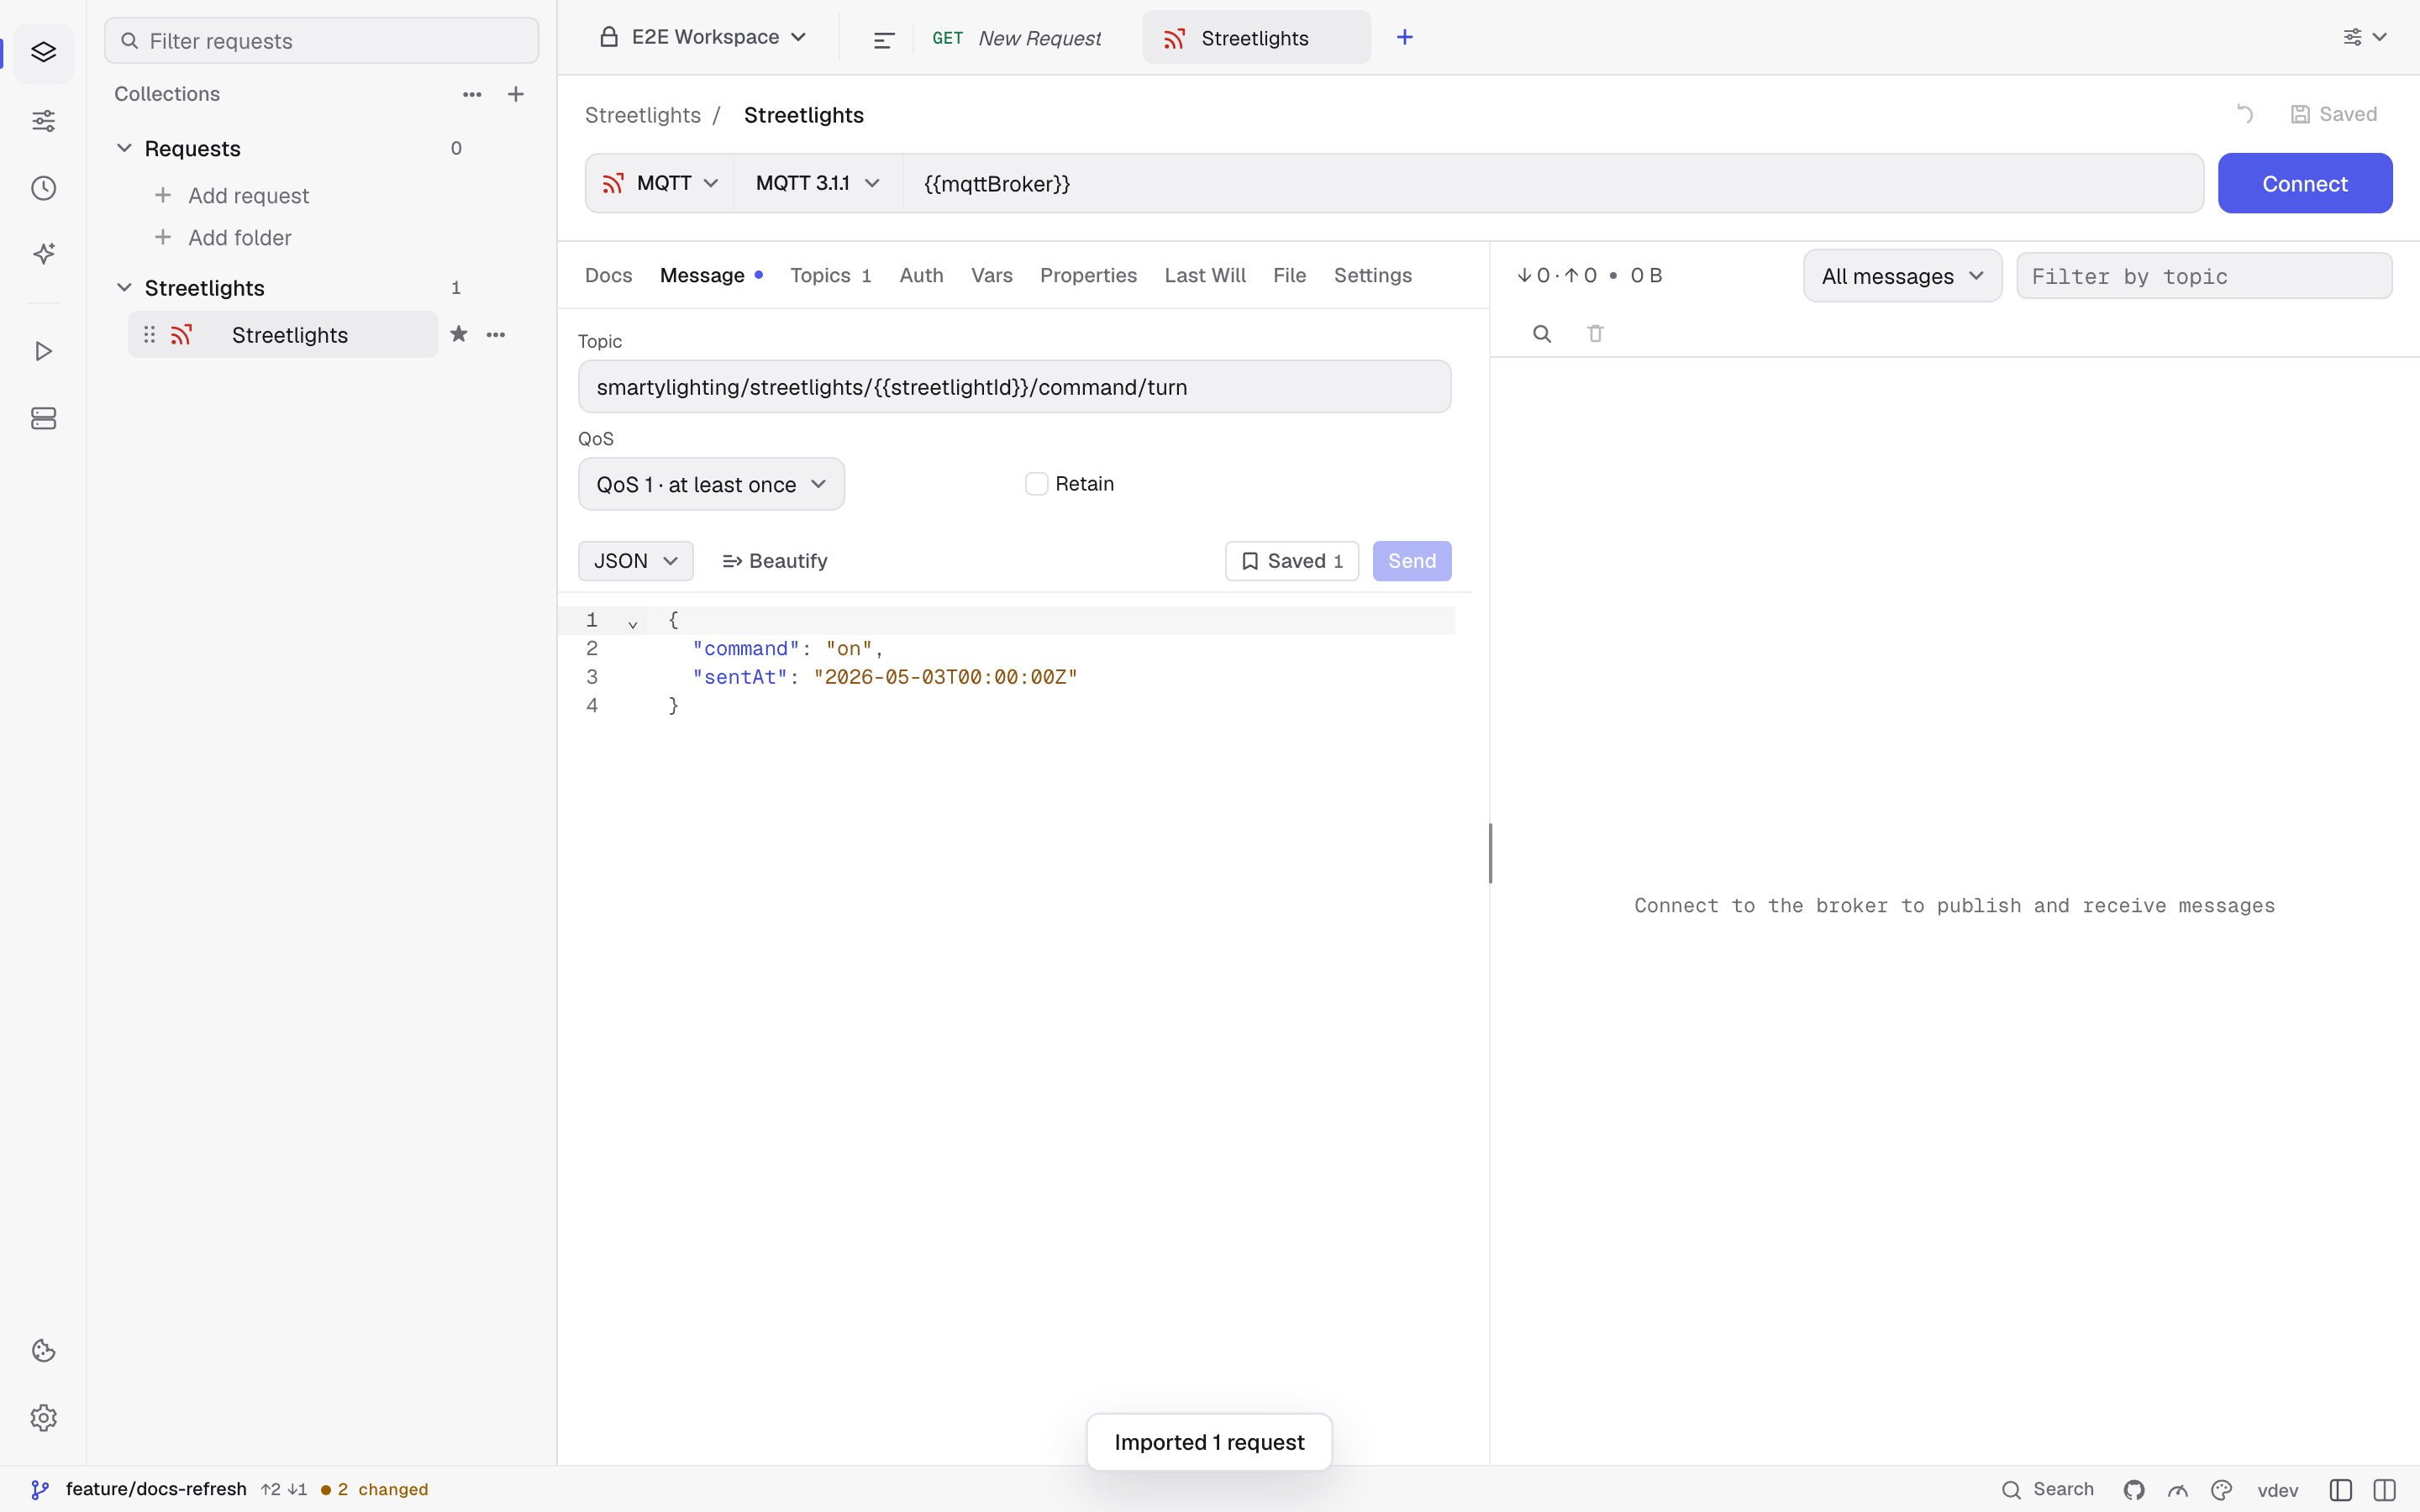 Filter requests
Collections
Requests 0
Add request
Add folder
Streetlights 1
Streetlights
E2E Workspace
GET New Request
Streetlights
Streetlights / Streetlights
Saved
MQTT
MQTT 3.1.1
{{mqttBroker}}
Connect
Docs Message Topics 1 Auth Vars Properties Last Will File Settings
Topic
smartylighting/streetlights/{{streetlightId}}/command/turn
QoS
QoS 1 · at least once
Retain
JSON
Beautify
Saved 1
Send
1 {
2 "command": "on",
3 "sentAt": "2026-05-03T00:00:00Z"
4 }
↓0 · ↑0 • 0 B
All messages
Filter by topic
Connect to the broker to publish and receive messages
Imported 1 request
feature/docs-refresh ↑2 ↓1 ● 2 changed
Search
vdev